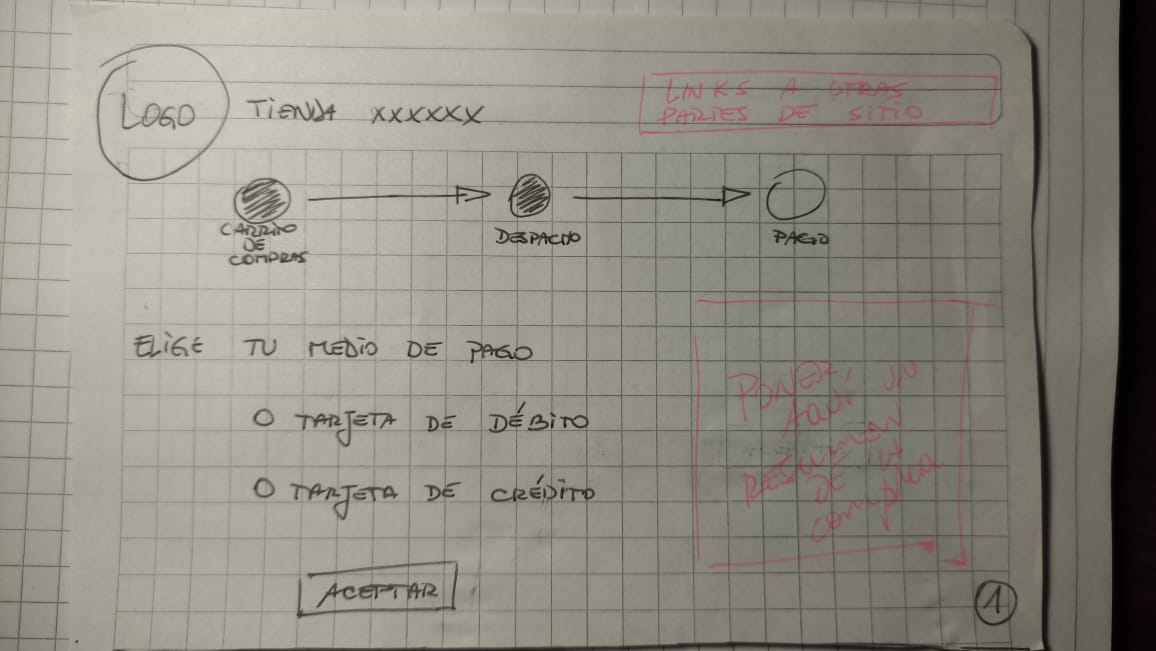 LOGO
TIENDA XXXXXX
LINKS A OTRAS
PARTES DE SITIO
CARRITO
DE
COMPRAS
DESPACHO
PAGO
ELIGE TU MEDIO DE PAGO
O TARJETA DE DÉBITO
O TARJETA DE CRÉDITO
PONER
AQUÍ UN
RESUMEN
DE LA
compra
ACEPTAR
1